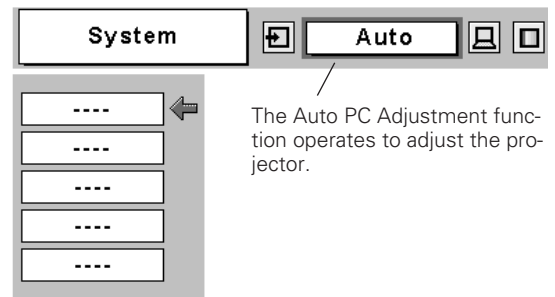 System
Auto
----
----
----
----
----
The Auto PC Adjustment func-
tion operates to adjust the pro-
jector.